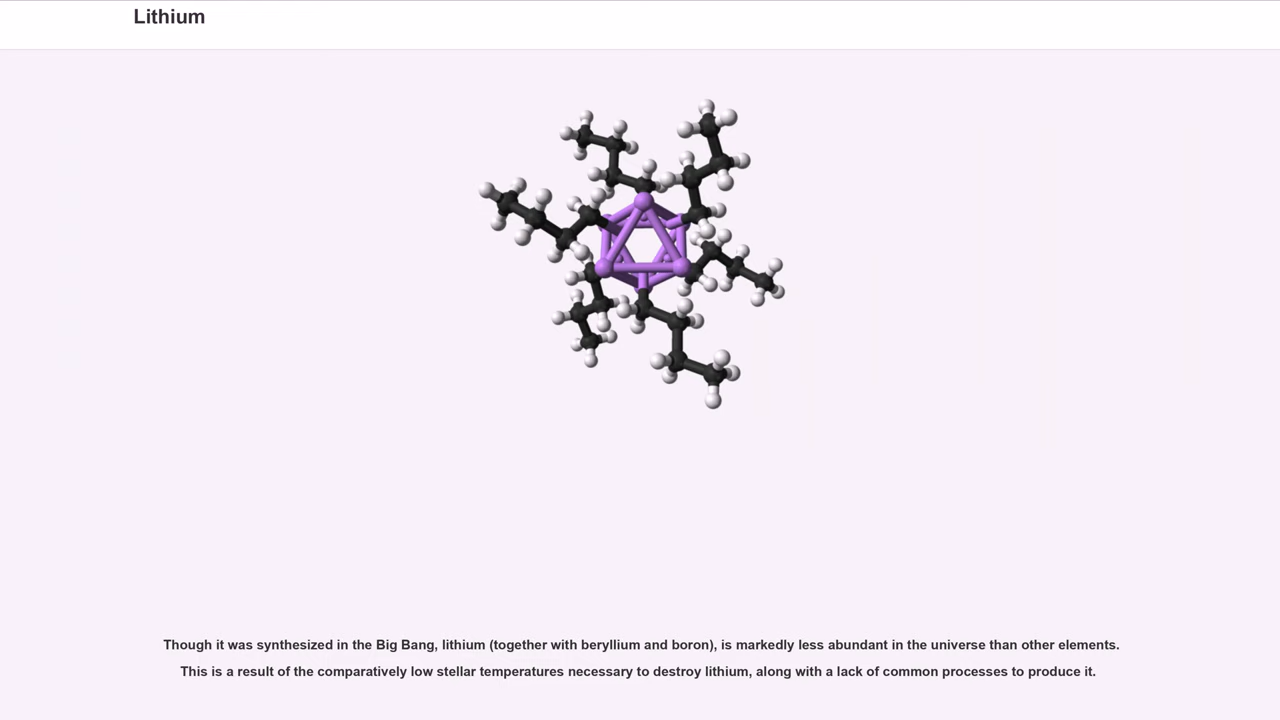 Lithium
Though it was synthesized in the Big Bang, lithium (together with beryllium and boron), is markedly less abundant in the universe than other elements.
This is a result of the comparatively low stellar temperatures necessary to destroy lithium, along with a lack of common processes to produce it.